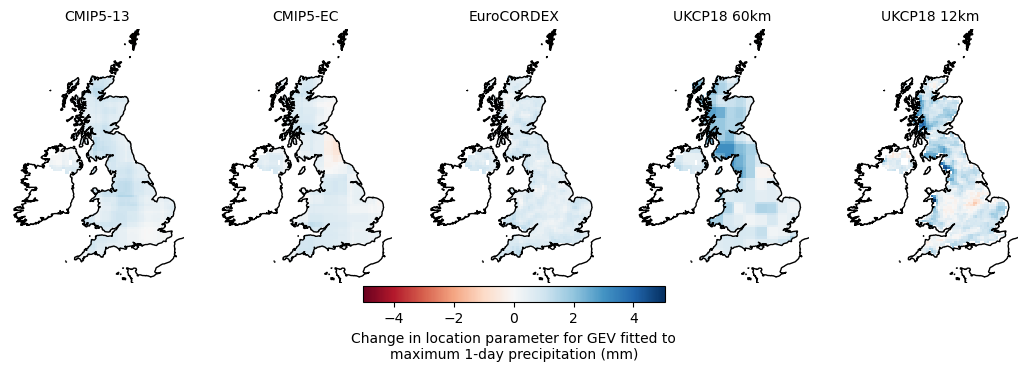 CMIP5-13
CMIP5-EC
EuroCORDEX
UKCP18 60km
UKCP18 12km
−4
−2
0
2
4
Change in location parameter for GEV fitted to
maximum 1-day precipitation (mm)